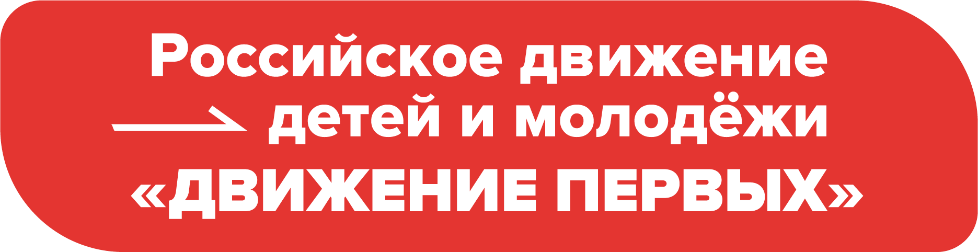 Российское движение
детей и молодёжи
«ДВИЖЕНИЕ ПЕРВЫХ»